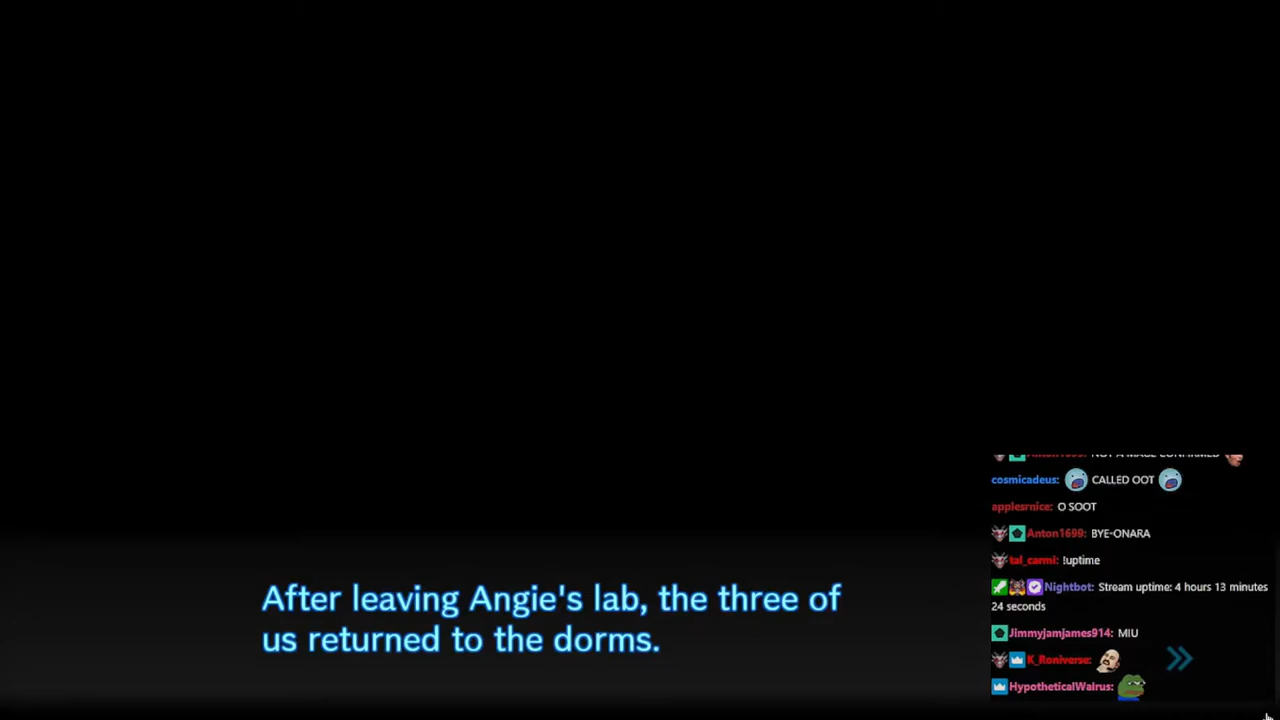 After leaving Angie's lab, the three of
us returned to the dorms.
cosmicadeus: CALLED OOT
applesrnice: O SOOT
Anton1699: BYE-ONARA
tal_carmi: !uptime
Nightbot: Stream uptime: 4 hours 13 minutes
24 seconds
Jimmyjamjames914: MIU
K_Roniverse:
HypotheticalWalrus: